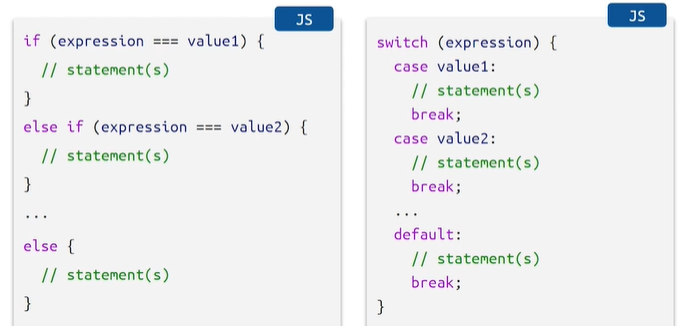 JS
if (expression === value1) {
// statement(s)
}
else if (expression === value2) {
// statement(s)
}
...
else {
// statement(s)
}
JS
switch (expression) {
case value1:
// statement(s)
break;
case value2:
// statement(s)
break;
...
default:
// statement(s)
break;
}